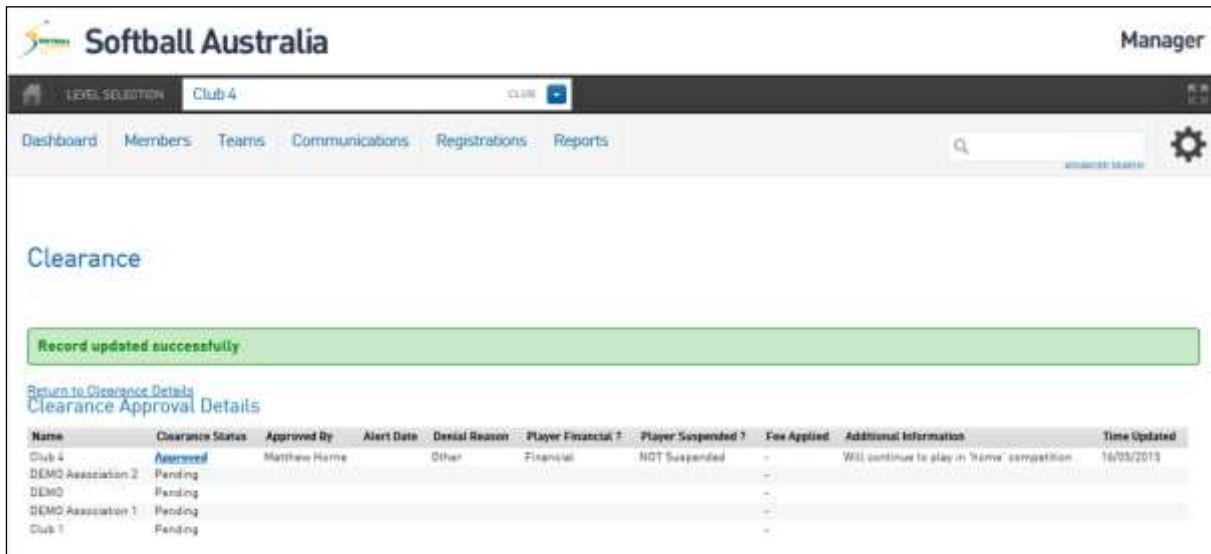 Softball Australia Manager
LEVEL SELECTION Club 4 CLUB
Dashboard Members Teams Communications Registrations Reports
ADVANCED SEARCH
Clearance
Record updated successfully
Return to Clearance Details
Clearance Approval Details
Name Clearance Status Approved By Alert Date Denial Reason Player Financial ? Player Suspended ? Fee Applied Additional Information Time Updated
Club 4 Approved Matthew Horne Other Financial NOT Suspended - Will continue to play in 'home' competition 16/05/2013
DEMO Association 2 Pending -
DEMO Pending -
DEMO Association 1 Pending -
Club 1 Pending -